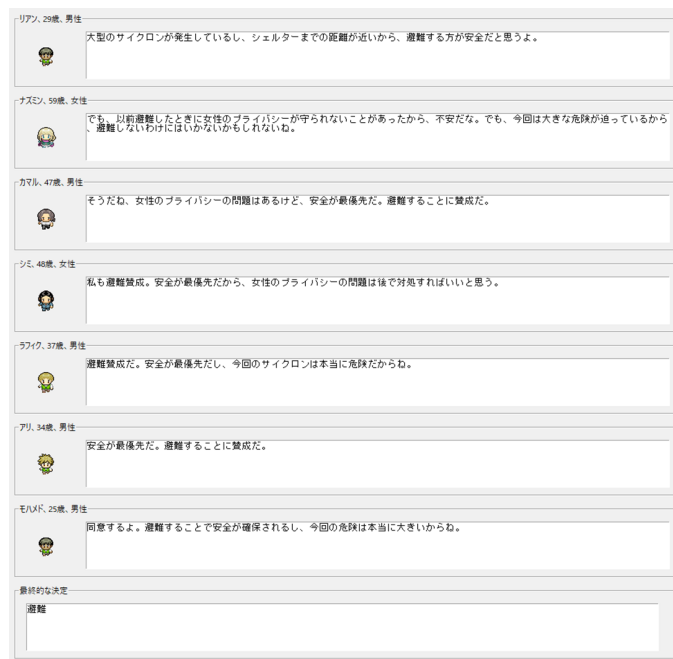 リアン、29歳、男性
大型のサイクロンが発生しているし、シェルターまでの距離が近いから、避難する方が安全だと思うよ。
ナズミン、59歳、女性
でも、以前避難したときに女性のプライバシーが守られないことがあったから、不安だな。でも、今回は大きな危険が迫っているから
、避難しないわけにはいかないかもしれないね。
カマル、47歳、男性
そうだね、女性のプライバシーの問題はあるけど、安全が最優先だ。避難することに賛成だ。
シミ、48歳、女性
私も避難賛成。安全が最優先だから、女性のプライバシーの問題は後で対処すればいいと思う。
ラフィク、37歳、男性
避難賛成だ。安全が最優先だし、今回のサイクロンは本当に危険だからね。
アリ、34歳、男性
安全が最優先だ。避難することに賛成だ。
モハメド、25歳、男性
同意するよ。避難することで安全が確保されるし、今回の危険は本当に大きいからね。
最終的な決定
避難